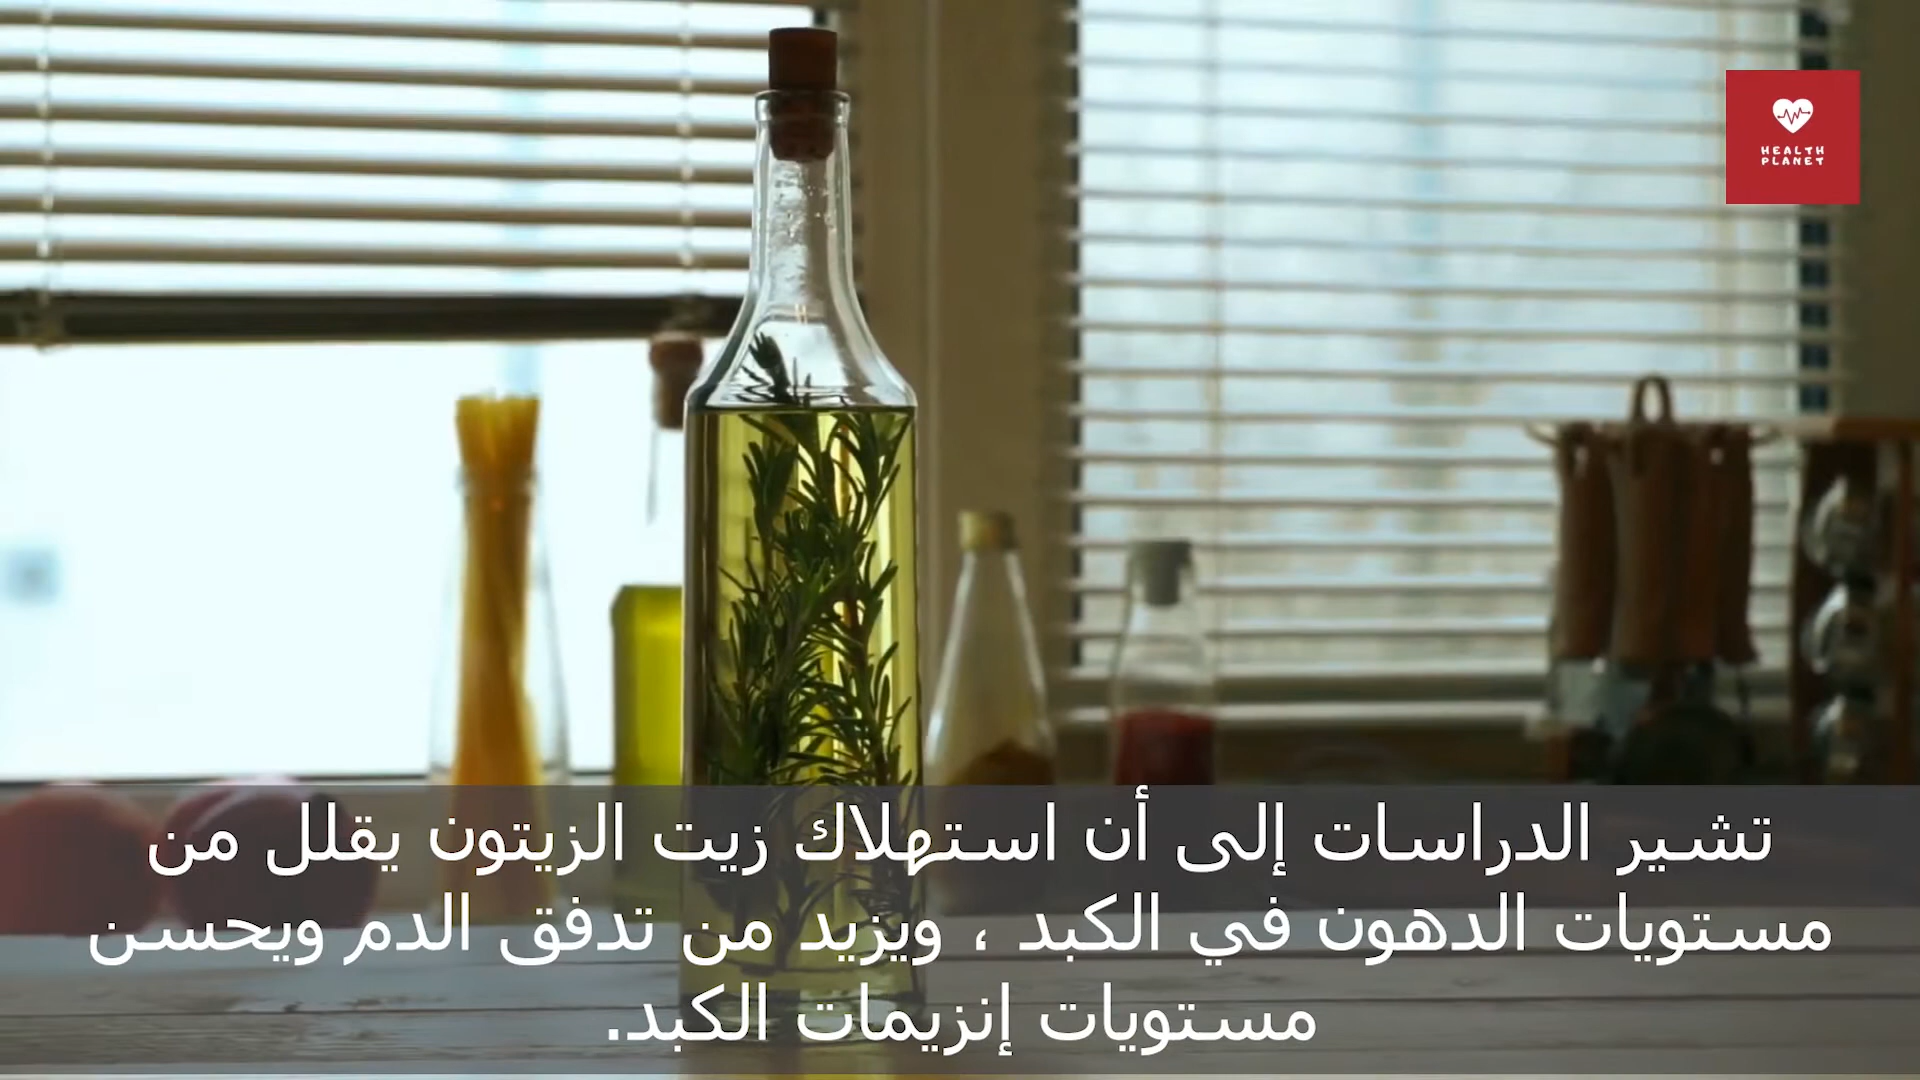 HEALTH
PLANET
تشير الدراسات إلى أن استهلاك زيت الزيتون يقلل من
مستويات الدهون في الكبد ، ويزيد من تدفق الدم ويحسن
مستويات إنزيمات الكبد.